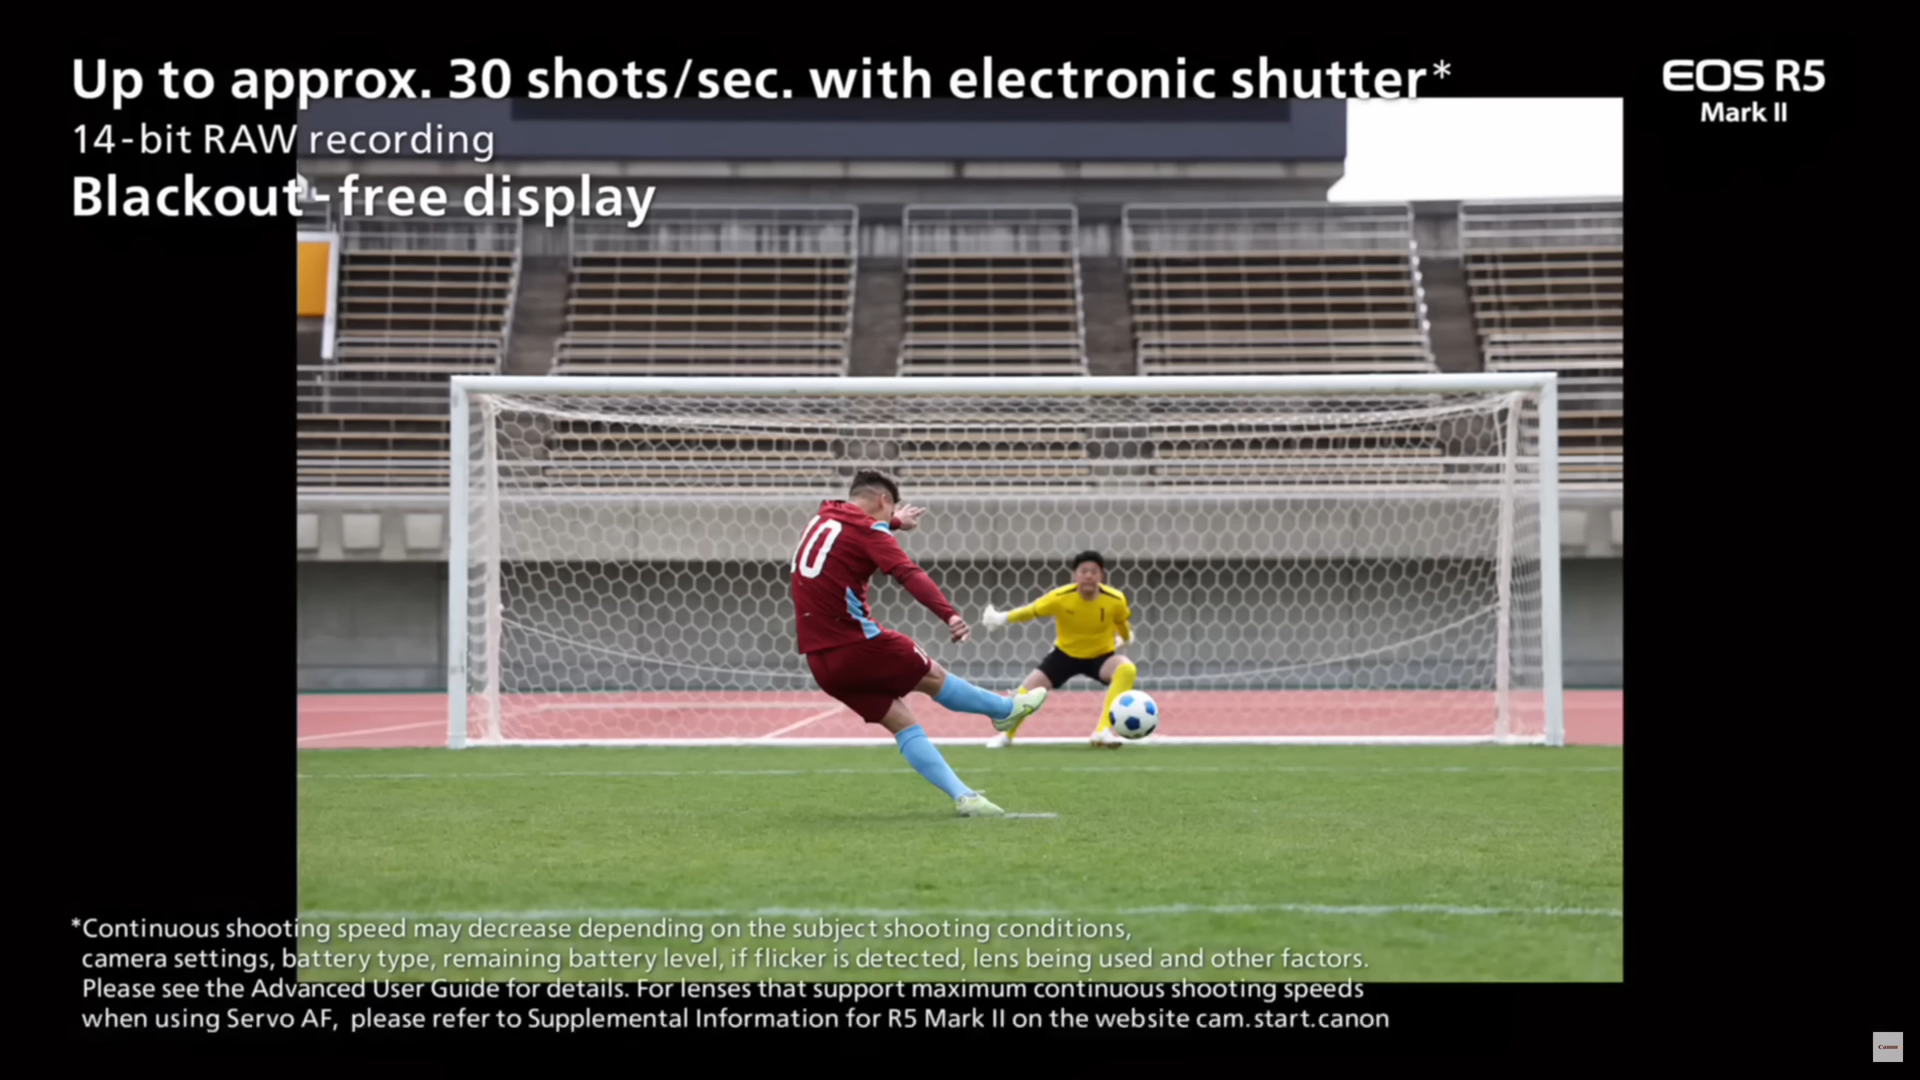 Up to approx. 30 shots/sec. with electronic shutter*
14-bit RAW recording
Blackout-free display
EOS R5
Mark II
10
1
*Continuous shooting speed may decrease depending on the subject shooting conditions,
camera settings, battery type, remaining battery level, if flicker is detected, lens being used and other factors.
Please see the Advanced User Guide for details. For lenses that support maximum continuous shooting speeds
when using Servo AF, please refer to Supplemental Information for R5 Mark II on the website cam.start.canon
Canon